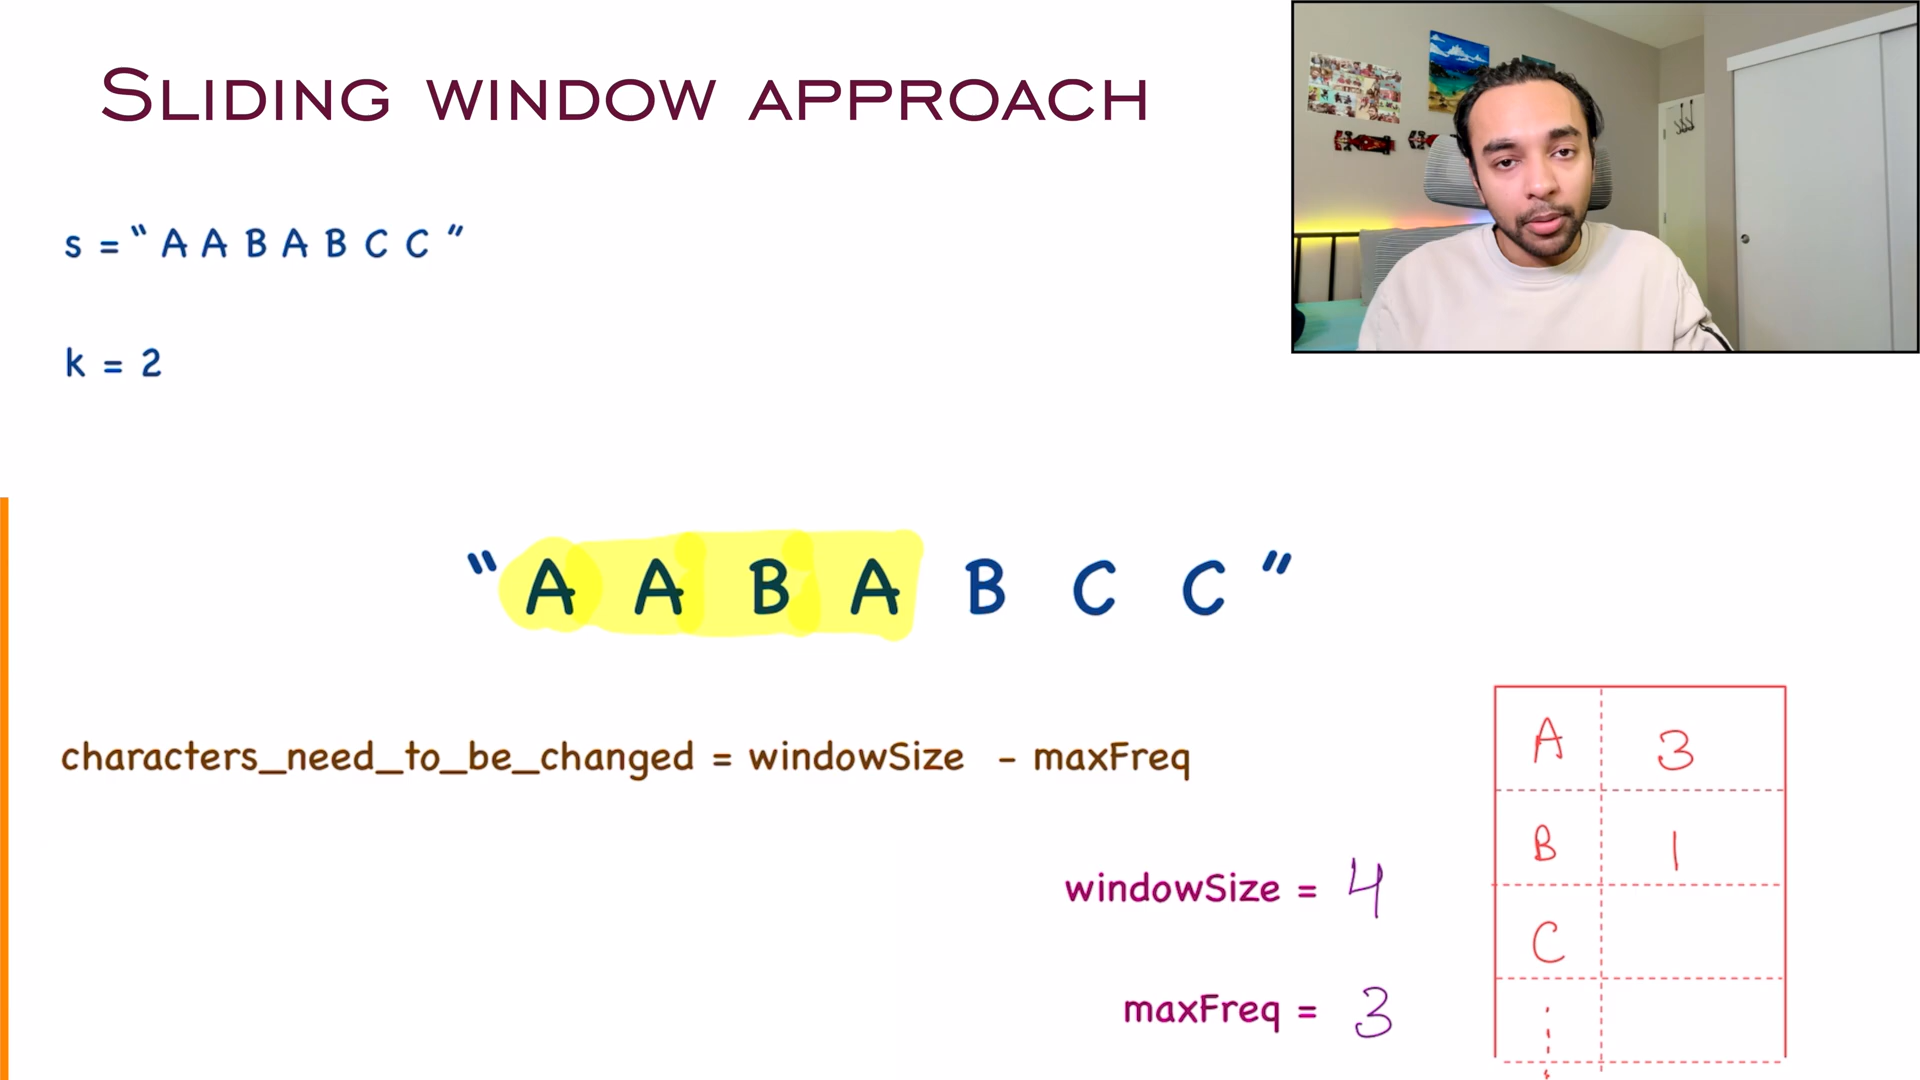 SLIDING WINDOW APPROACH
s = " A A B A B C C "
k = 2
" A A B A B C C "
characters_need_to_be_changed = windowSize - maxFreq
A 3
B 1
C
windowSize = 4
maxFreq = 3